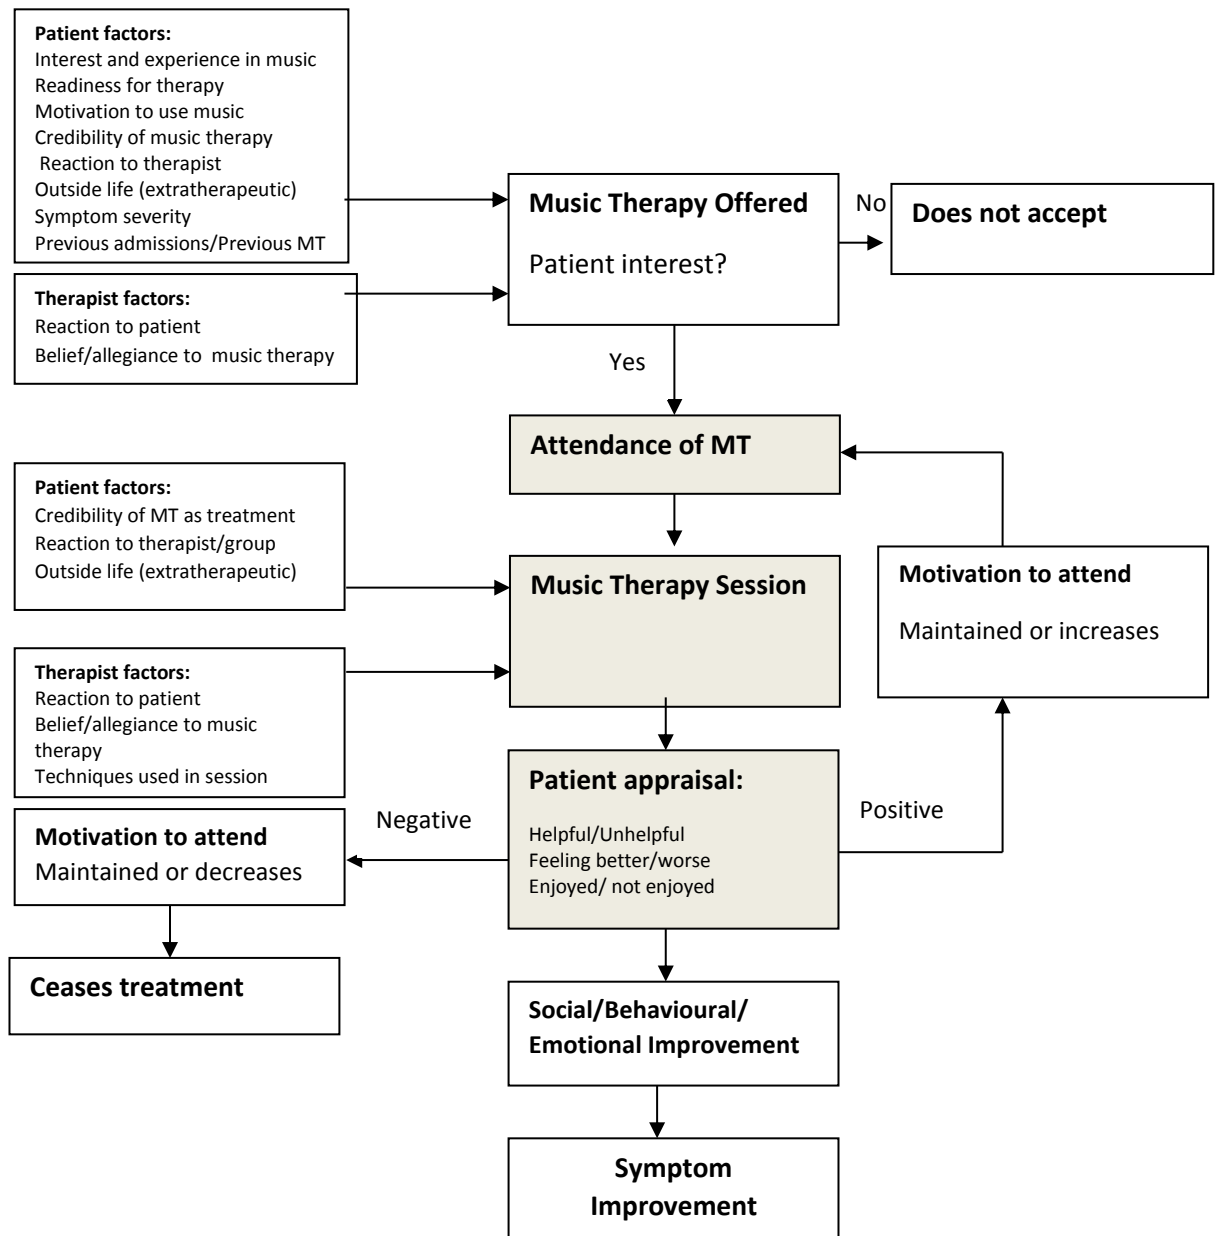 Patient factors:
Interest and experience in music
Readiness for therapy
Motivation to use music
Credibility of music therapy
Reaction to therapist
Outside life (extratherapeutic)
Symptom severity
Previous admissions/Previous MT
Therapist factors:
Reaction to patient
Belief/allegiance to music therapy
Music Therapy Offered
Patient interest?
No
Does not accept
Yes
Attendance of MT
Patient factors:
Credibility of MT as treatment
Reaction to therapist/group
Outside life (extratherapeutic)
Music Therapy Session
Motivation to attend
Maintained or increases
Therapist factors:
Reaction to patient
Belief/allegiance to music
therapy
Techniques used in session
Patient appraisal:
Helpful/Unhelpful
Feeling better/worse
Enjoyed/ not enjoyed
Positive
Negative
Motivation to attend
Maintained or decreases
Ceases treatment
Social/Behavioural/
Emotional Improvement
Symptom
Improvement